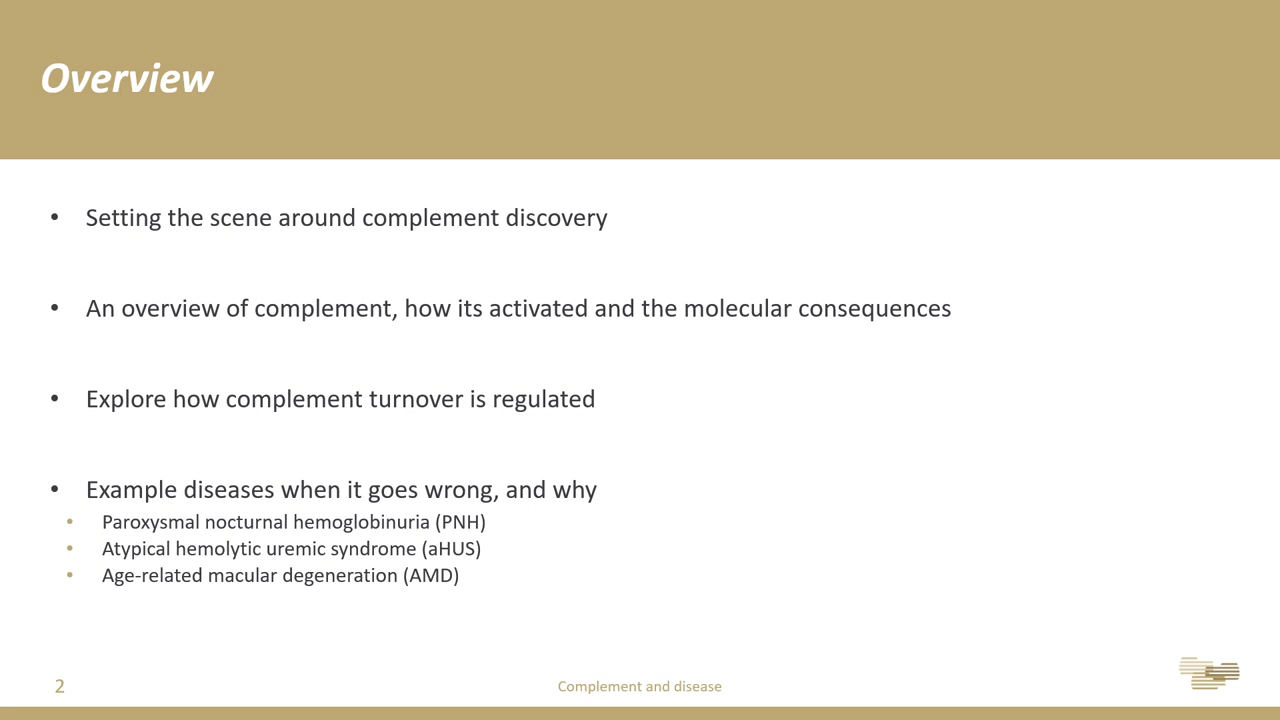 Overview
• Setting the scene around complement discovery
• An overview of complement, how its activated and the molecular consequences
• Explore how complement turnover is regulated
• Example diseases when it goes wrong, and why
• Paroxysmal nocturnal hemoglobinuria (PNH)
• Atypical hemolytic uremic syndrome (aHUS)
• Age-related macular degeneration (AMD)
2
Complement and disease